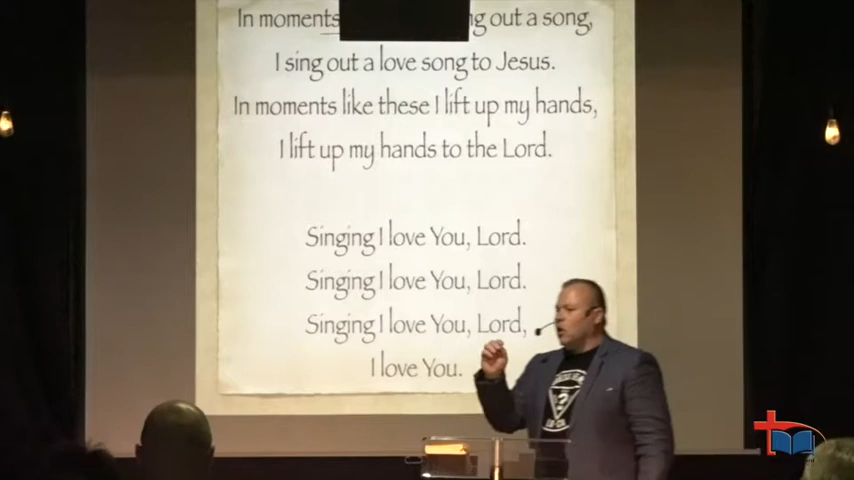 In moments
g out a song,
I sing out a love song to Jesus.
In moments like these I lift up my hands,
I lift up my hands to the Lord.
Singing I love You, Lord.
Singing I love You, Lord.
Singing I love You, Lord,
I love You.
?